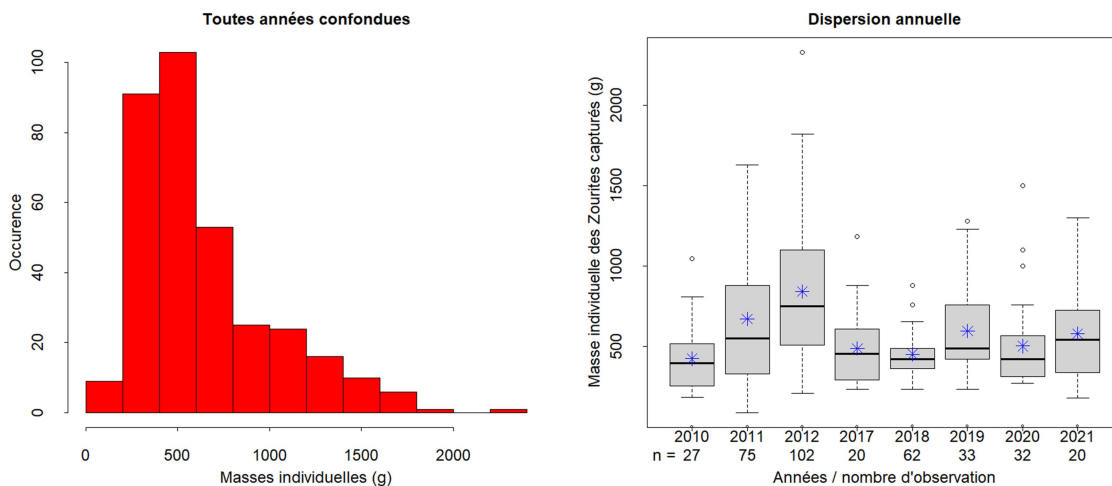 Toutes années confondues
Occurence
100
80
60
40
20
0
0 500 1000 1500 2000
Masses individuelles (g)
Dispersion annuelle
Masse individuelle des Zourites capturés (g)
2000
1500
1000
500
2010 2011 2012 2017 2018 2019 2020 2021
n = 27 75 102 20 62 33 32 20
Années / nombre d'observation